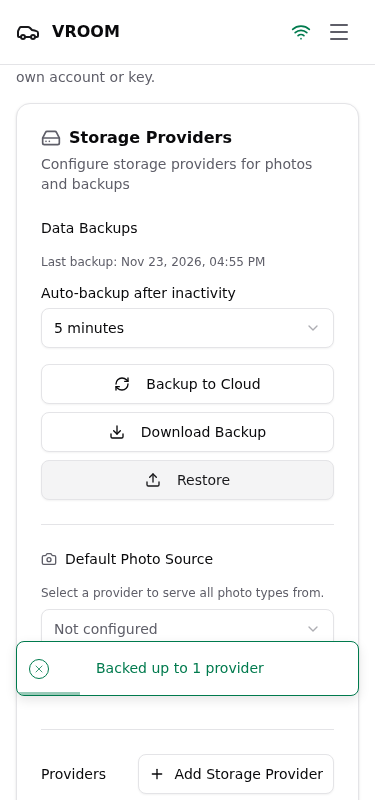 VROOM
own account or key.
Storage Providers
Configure storage providers for photos
and backups
Data Backups
Last backup: Nov 23, 2026, 04:55 PM
Auto-backup after inactivity
5 minutes
Backup to Cloud
Download Backup
Restore
Default Photo Source
Select a provider to serve all photo types from.
Not configured
Backed up to 1 provider
Providers
Add Storage Provider